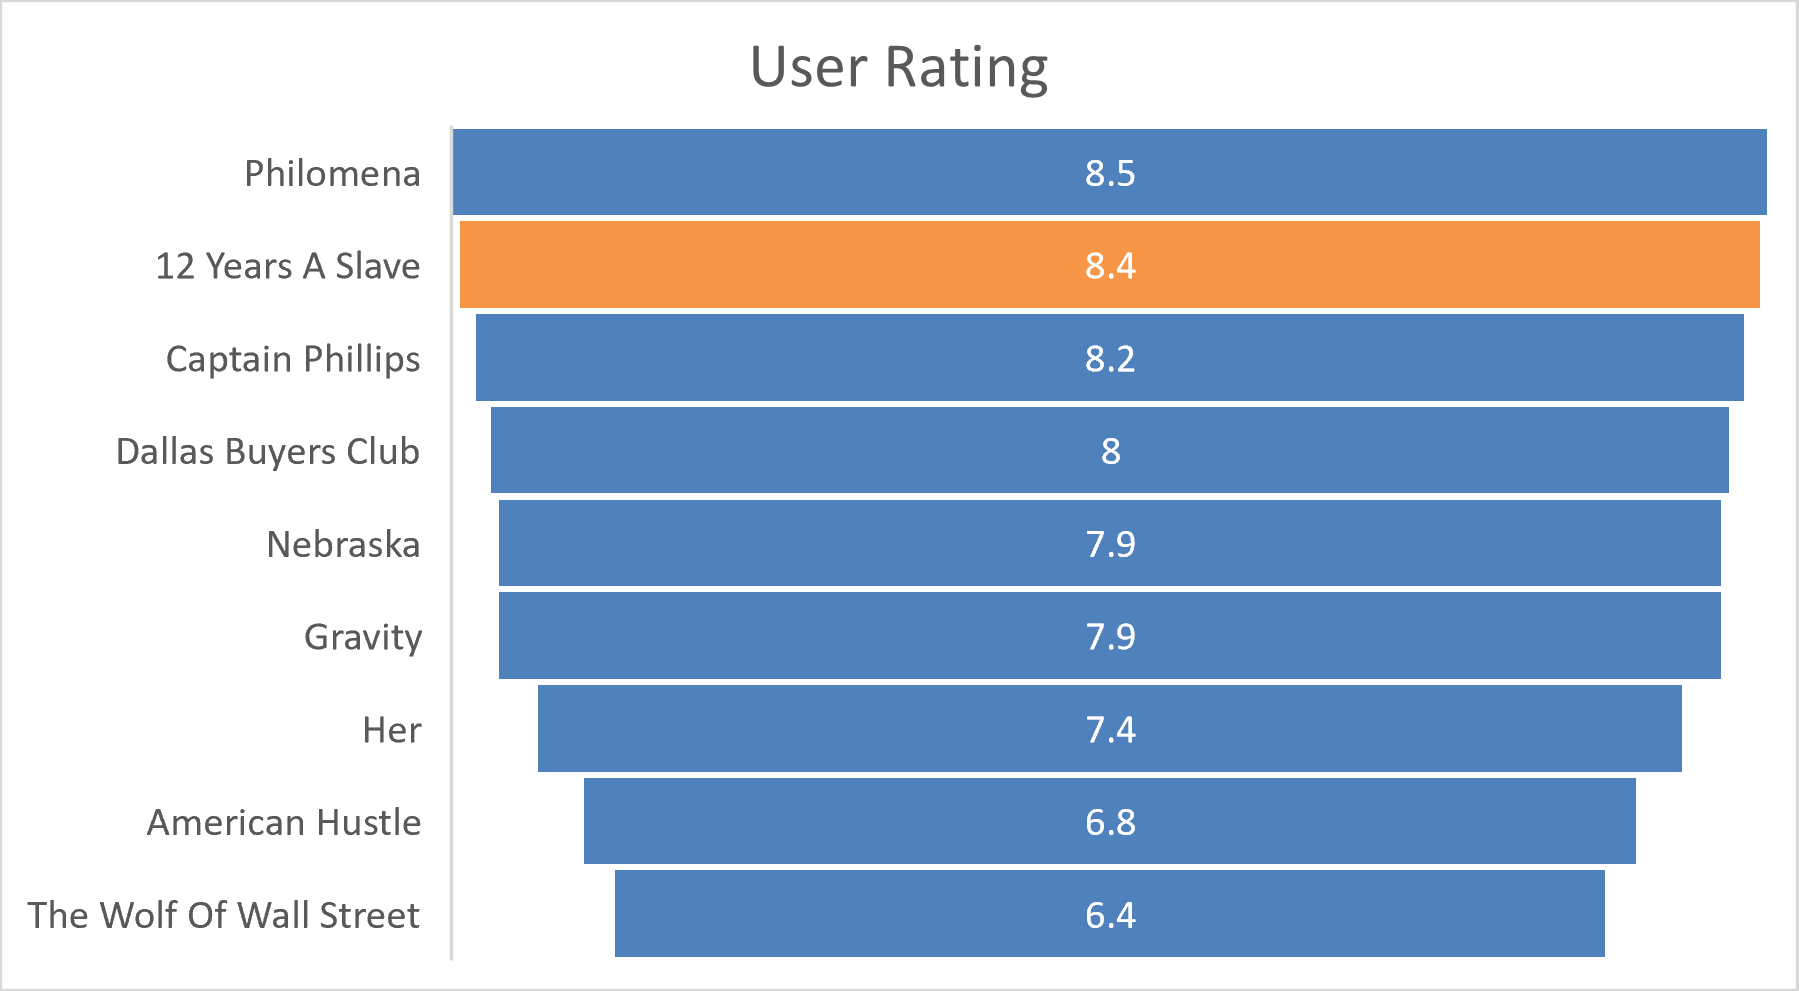 User Rating
Philomena 8.5
12 Years A Slave 8.4
Captain Phillips 8.2
Dallas Buyers Club 8
Nebraska 7.9
Gravity 7.9
Her 7.4
American Hustle 6.8
The Wolf Of Wall Street 6.4